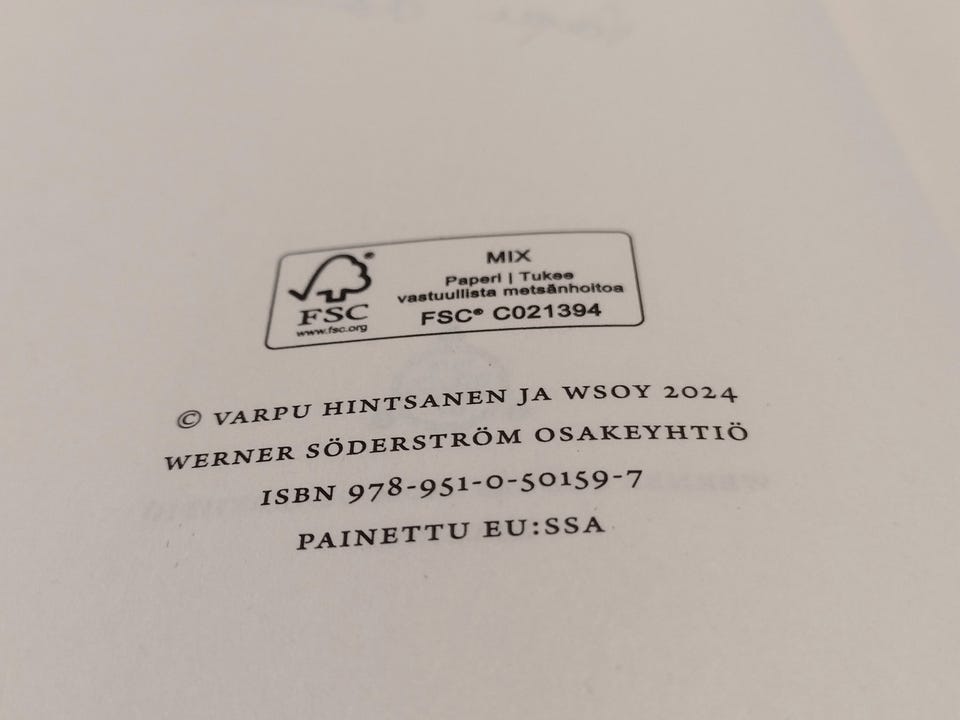 MIX
Paperi | Tukee
vastuullista metsänhoitoa
FSC® C021394
FSC
www.fsc.org
© VARPU HINTSANEN JA WSOY 2024
WERNER SÖDERSTRÖM OSAKEYHTIÖ
ISBN 978-951-0-50159-7
PAINETTU EU:SSA